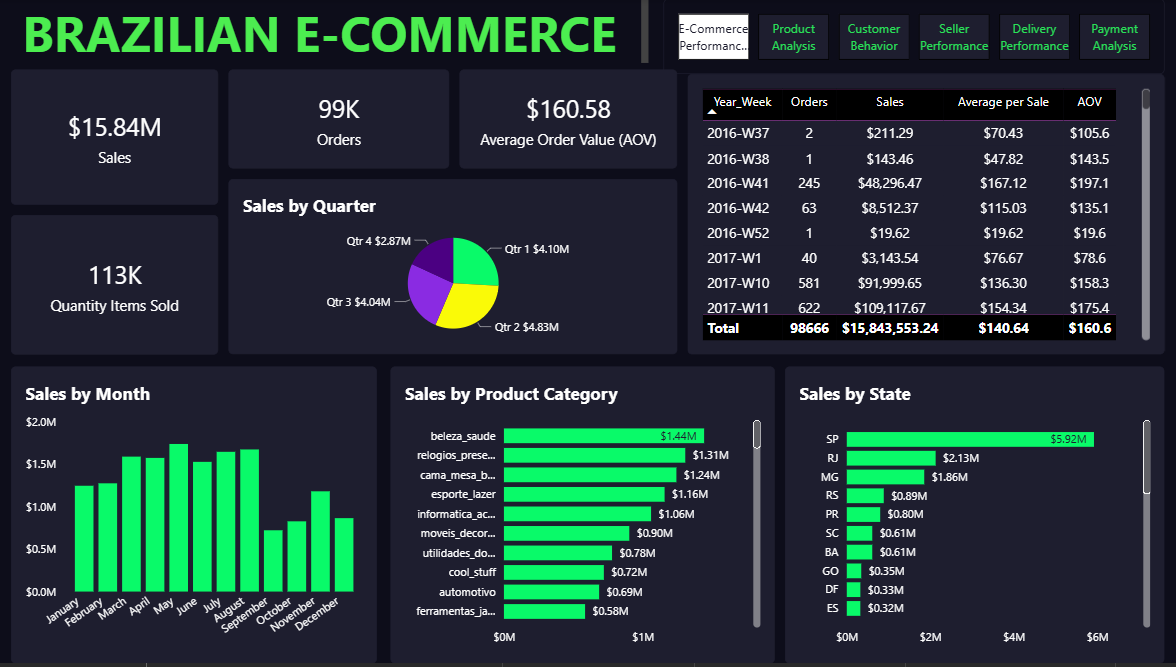 BRAZILIAN E-COMMERCE
E-Commerce
Performanc...
Product
Analysis
Customer
Behavior
Seller
Performance
Delivery
Performance
Payment
Analysis
$15.84M
Sales
99K
Orders
$160.58
Average Order Value (AOV)
113K
Quantity Items Sold
Sales by Quarter
Qtr 4 $2.87M
Qtr 1 $4.10M
Qtr 3 $4.04M
Qtr 2 $4.83M
Year_Week Orders Sales Average per Sale AOV
2016-W37 2 $211.29 $70.43 $105.6
2016-W38 1 $143.46 $47.82 $143.5
2016-W41 245 $48,296.47 $167.12 $197.1
2016-W42 63 $8,512.37 $115.03 $135.1
2016-W52 1 $19.62 $19.62 $19.6
2017-W1 40 $3,143.54 $76.67 $78.6
2017-W10 581 $91,999.65 $136.30 $158.3
2017-W11 622 $109,117.67 $154.34 $175.4
Total 98666 $15,843,553.24 $140.64 $160.6
Sales by Month
$2.0M
$1.5M
$1.0M
$0.5M
$0.0M
January
February
March
April
May
June
July
August
September
October
November
December
Sales by Product Category
beleza_saude $1.44M
relogios_prese... $1.31M
cama_mesa_b... $1.24M
esporte_lazer $1.16M
informatica_ac... $1.06M
moveis_decor... $0.90M
utilidades_do... $0.78M
cool_stuff $0.72M
automotivo $0.69M
ferramentas_ja... $0.58M
$0M $1M
Sales by State
SP $5.92M
RJ $2.13M
MG $1.86M
RS $0.89M
PR $0.80M
SC $0.61M
BA $0.61M
GO $0.35M
DF $0.33M
ES $0.32M
$0M $2M $4M $6M